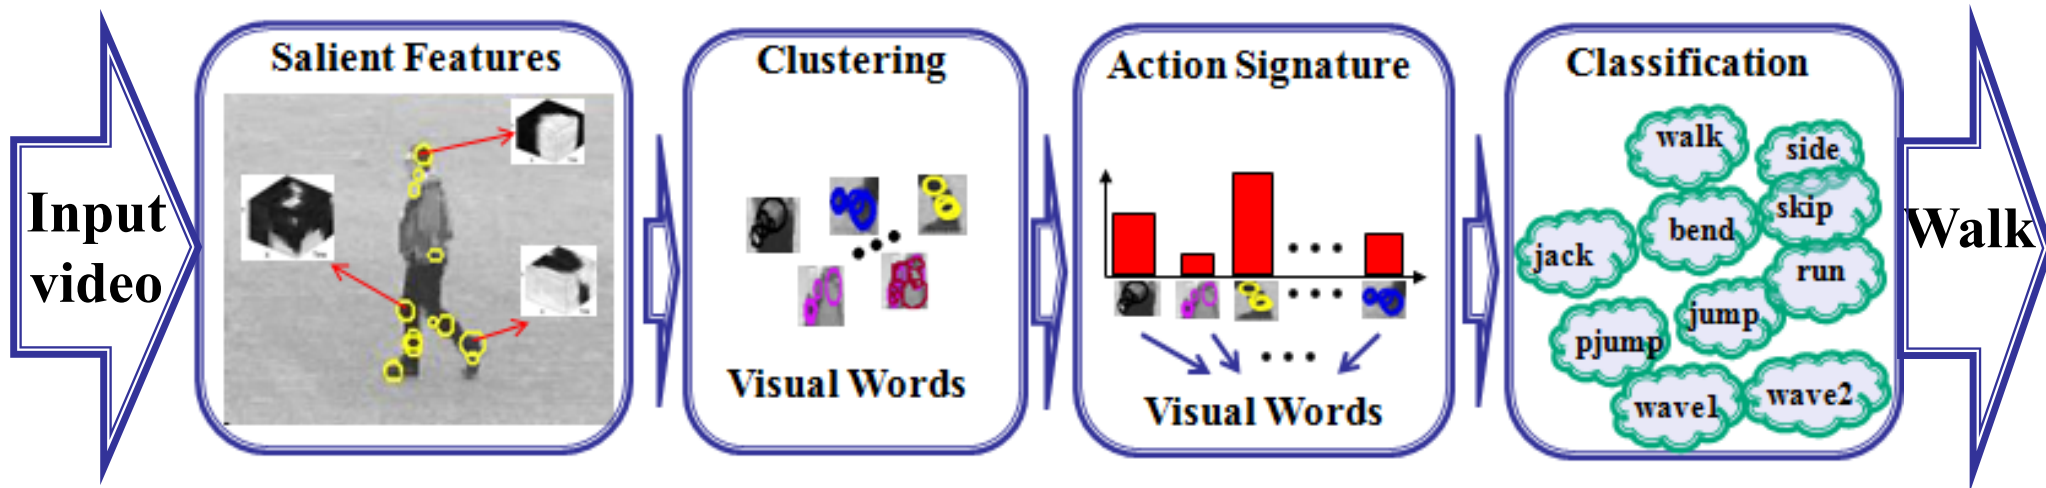 Input
video
Salient Features
Clustering
Visual Words
Action Signature
Visual Words
Classification
walk
side
skip
bend
jack
run
jump
pjump
wave1
wave2
Walk